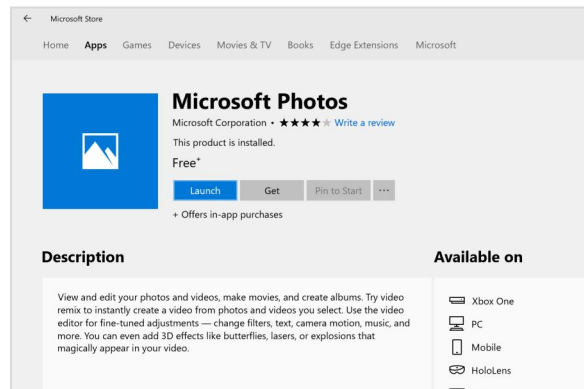 Microsoft Store
Home Apps Games Devices Movies & TV Books Edge Extensions Microsoft
Microsoft Photos
Microsoft Corporation • ★★★★★ Write a review
This product is installed.
Free+
Launch Get Pin to Start ···
+ Offers in-app purchases
Description
View and edit your photos and videos, make movies, and create albums. Try video
remix to instantly create a video from photos and videos you select. Use the video
editor for fine-tuned adjustments — change filters, text, camera motion, music, and
more. You can even add 3D effects like butterflies, lasers, or explosions that
magically appear in your video.
Available on
Xbox One
PC
Mobile
HoloLens